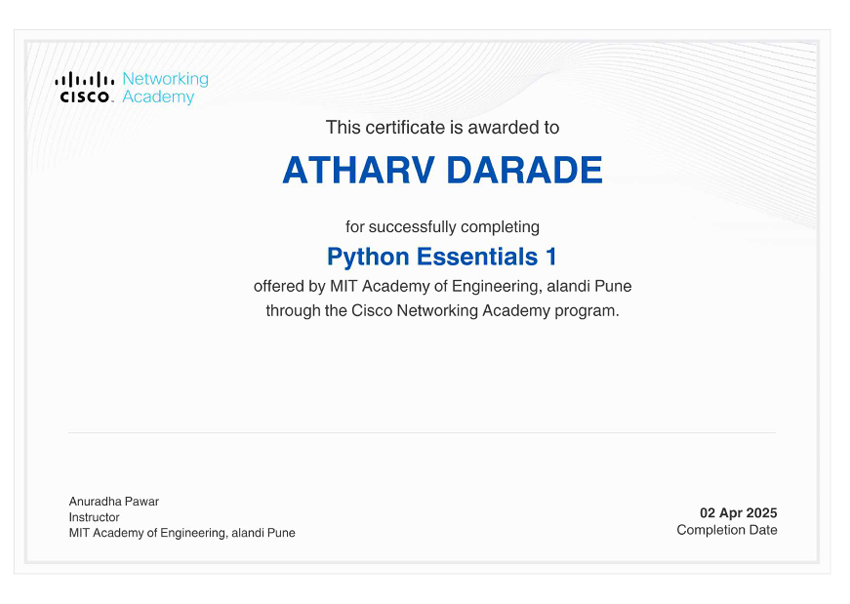 CISCO. Networking Academy
This certificate is awarded to
ATHARV DARADE
for successfully completing
Python Essentials 1
offered by MIT Academy of Engineering, alandi Pune
through the Cisco Networking Academy program.
Anuradha Pawar
Instructor
MIT Academy of Engineering, alandi Pune
02 Apr 2025
Completion Date